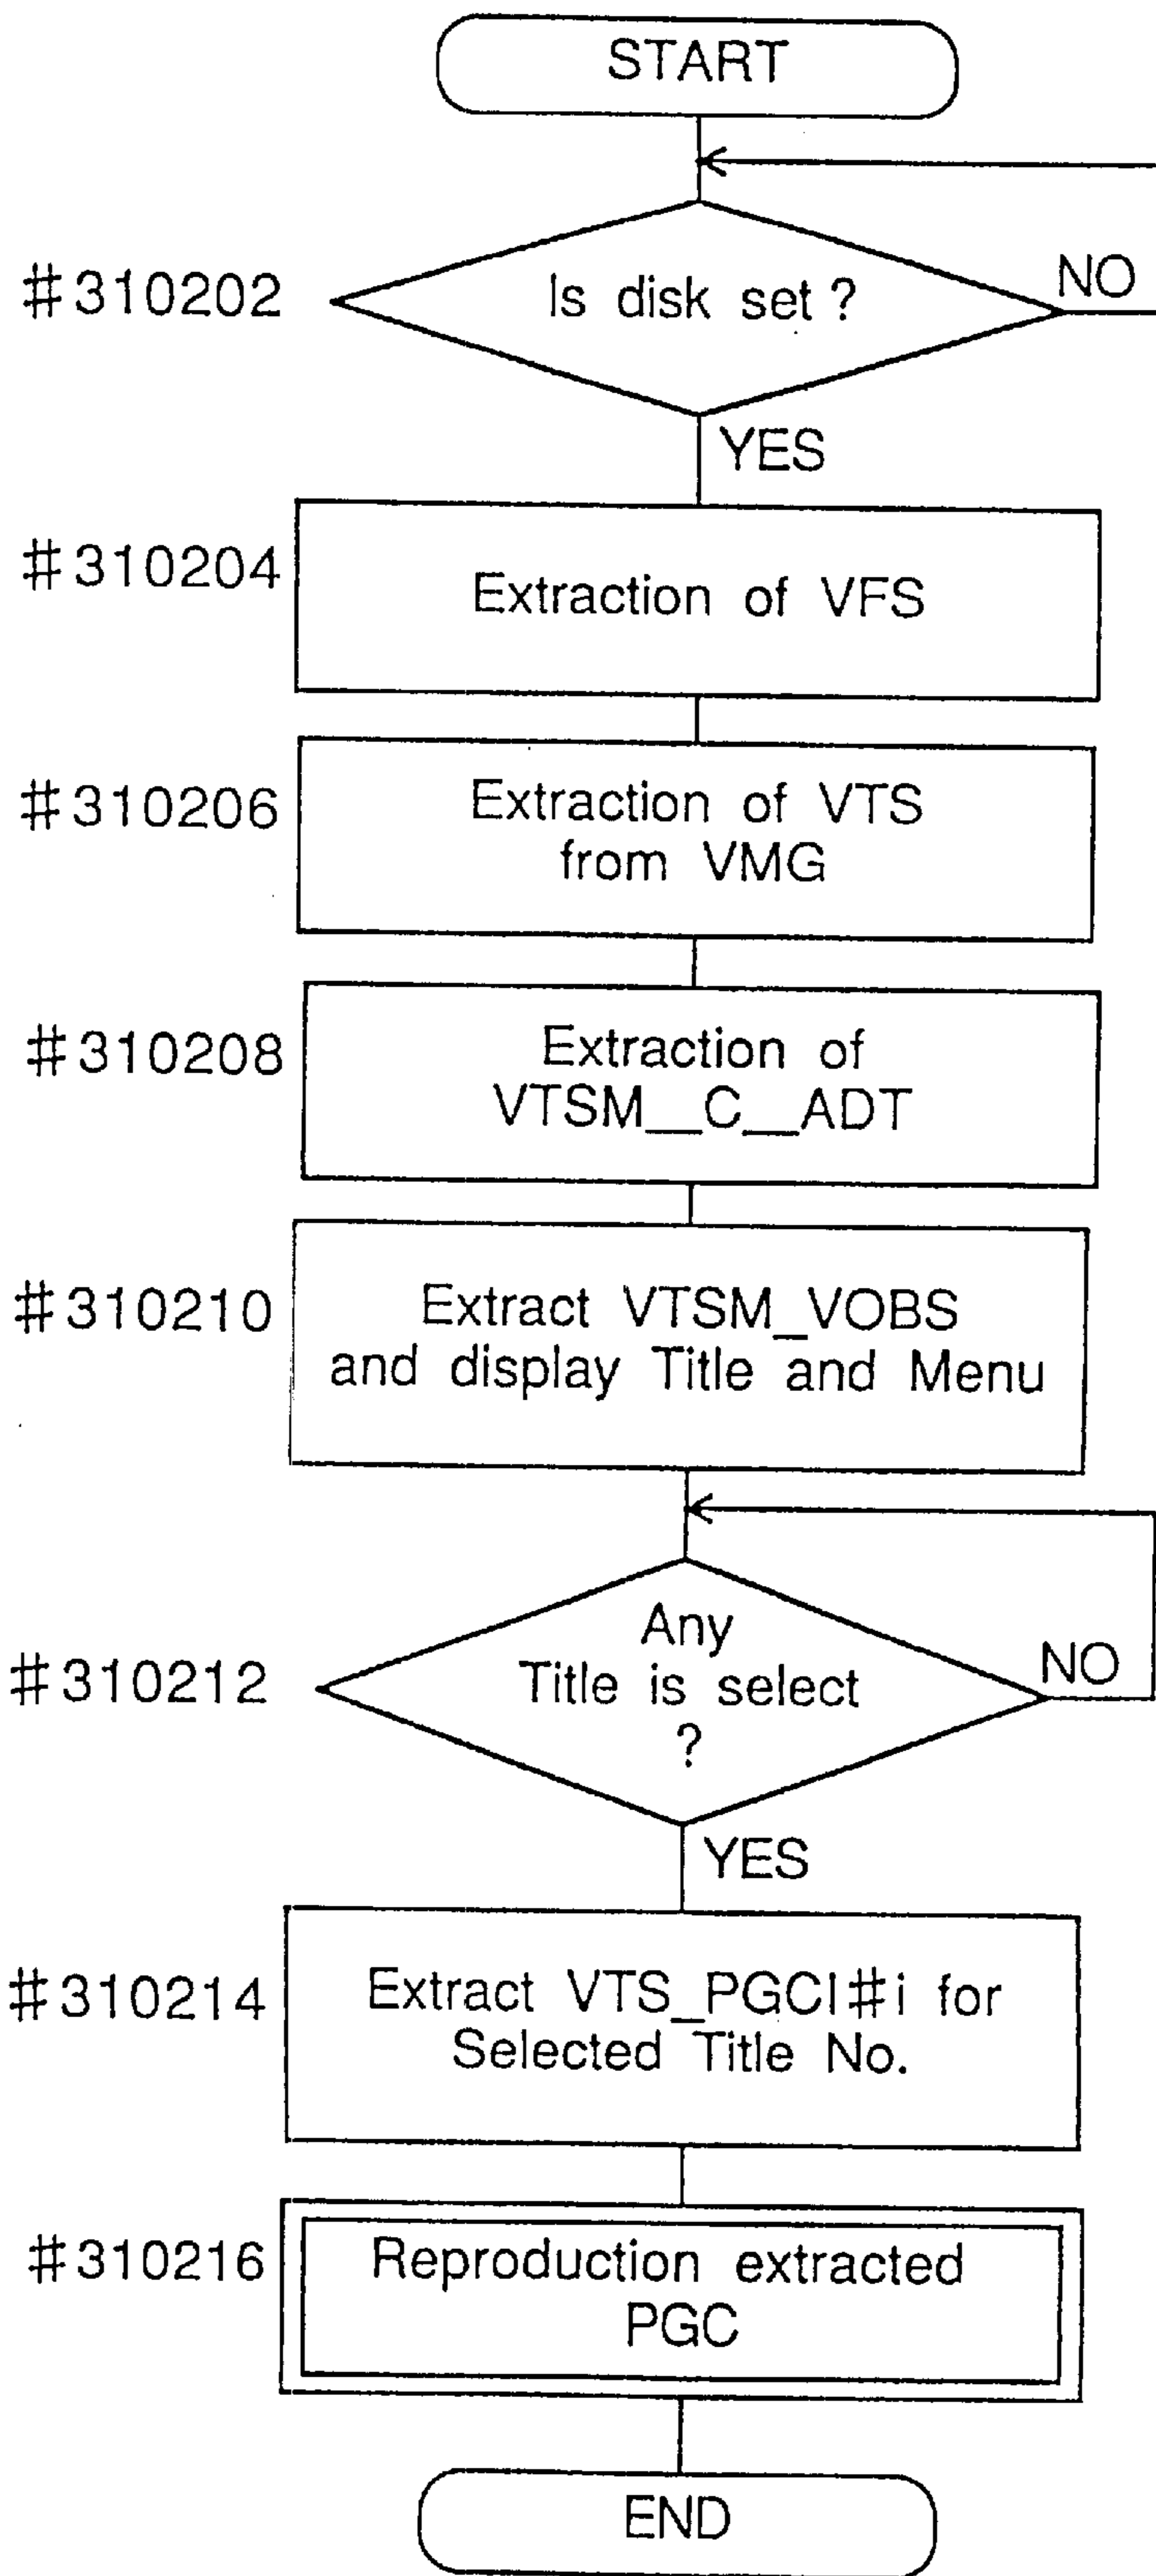 START
#310202
Is disk set ?
NO
YES
#310204
Extraction of VFS
#310206
Extraction of VTS
from VMG
#310208
Extraction of
VTSM__C__ADT
#310210
Extract VTSM_VOBS
and display Title and Menu
#310212
Any
Title is select
?
NO
YES
#310214
Extract VTS_PGCI#i for
Selected Title No.
#310216
Reproduction extracted
PGC
END